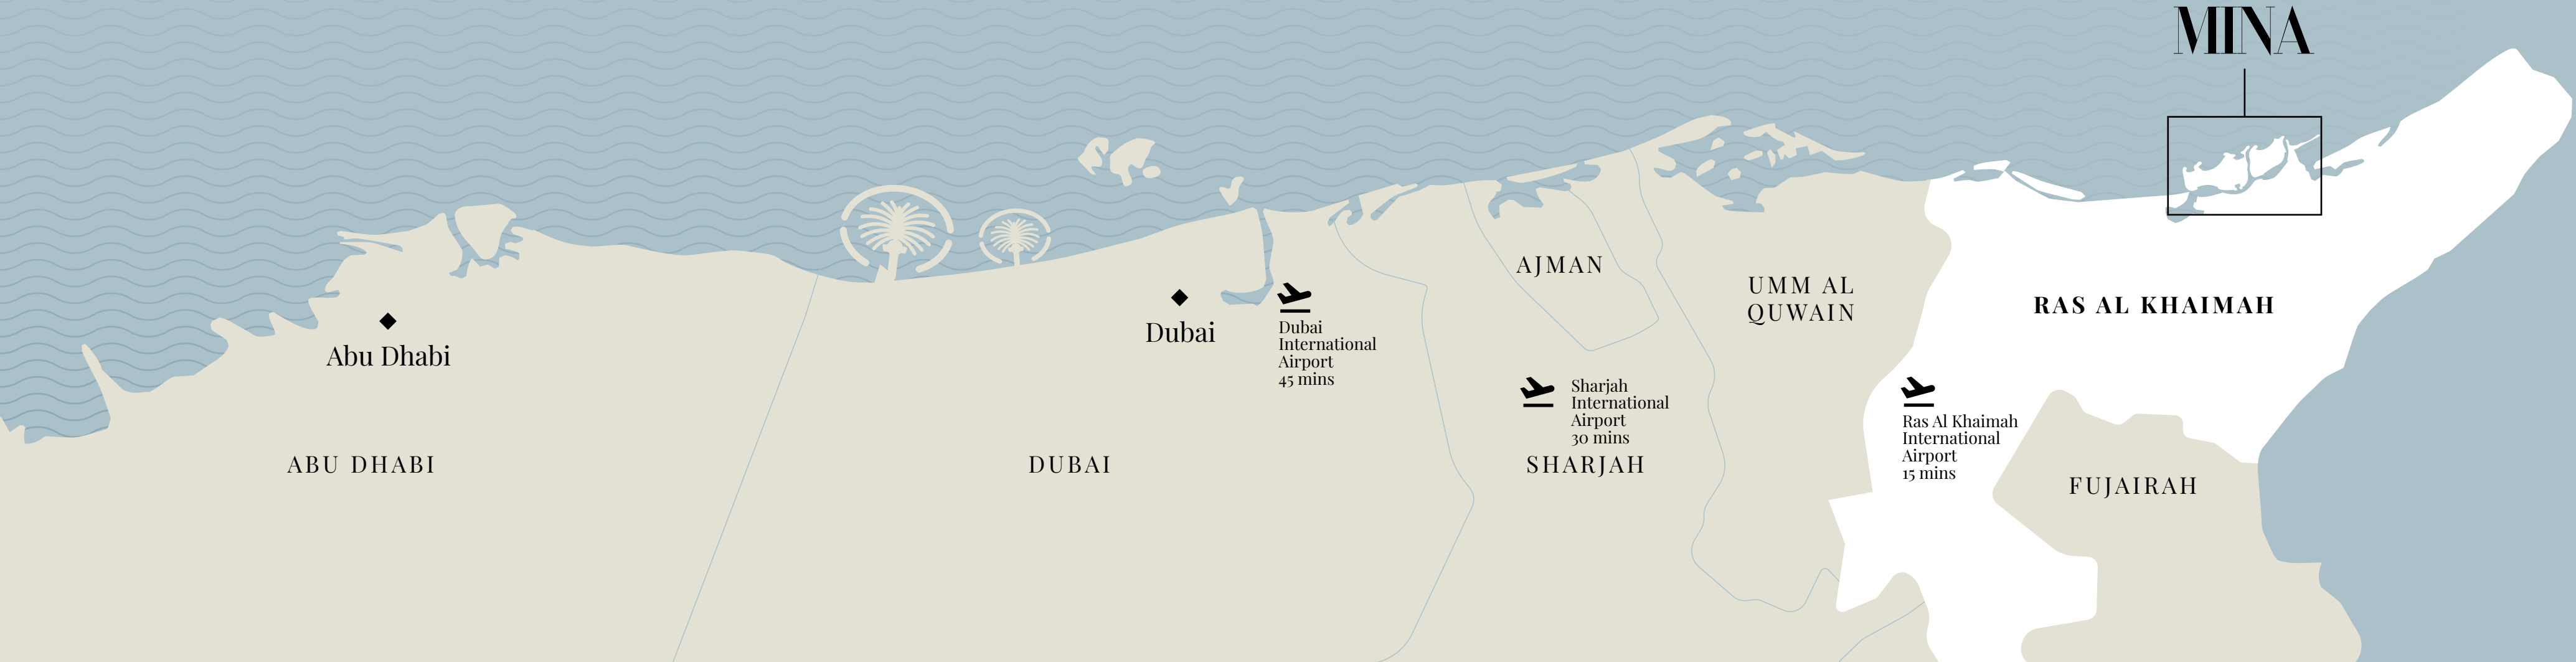 MINA
Abu Dhabi
ABU DHABI
Dubai
DUBAI
Dubai
International
Airport
45 mins
AJMAN
Sharjah
International
Airport
30 mins
SHARJAH
UMM AL
QUWAIN
RAS AL KHAIMAH
Ras Al Khaimah
International
Airport
15 mins
FUJAIRAH